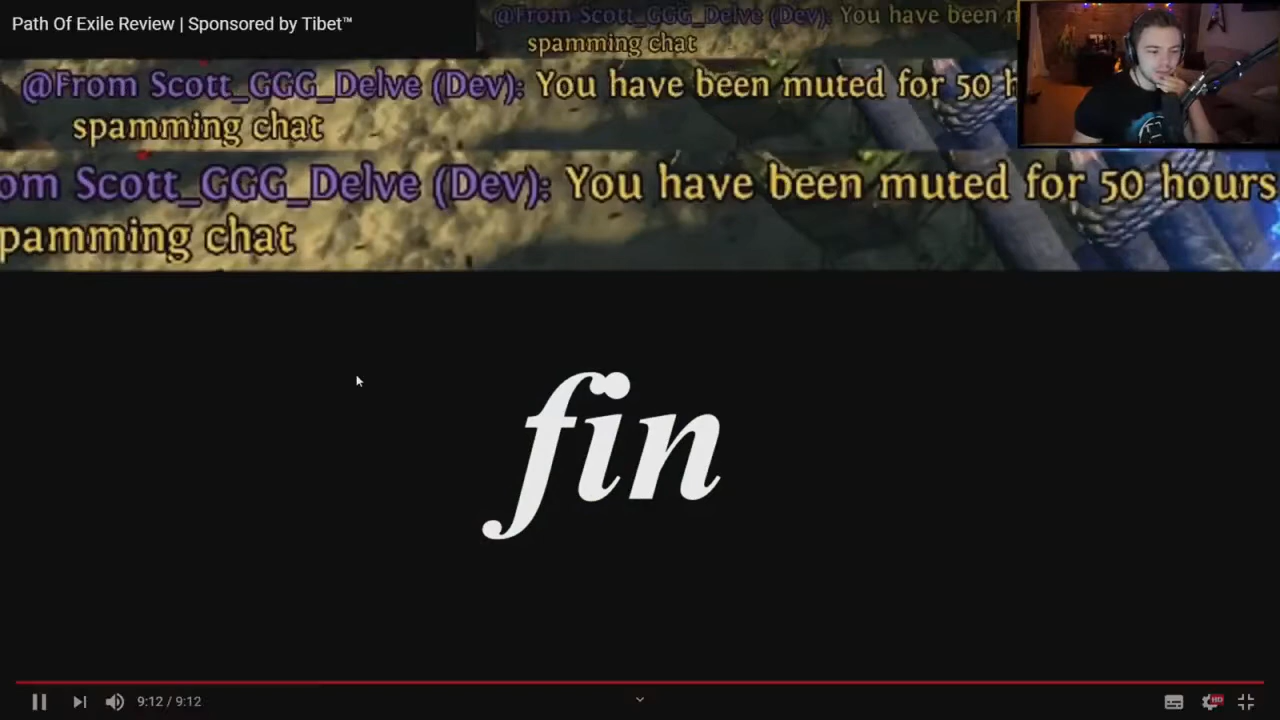 Path Of Exile Review | Sponsored by Tibet™
@From Scott_GGG_Delve (Dev): You have been
spamming chat
@From Scott_GGG_Delve (Dev): You have been muted for 50
spamming chat
om Scott_GGG_Delve (Dev): You have been muted for 50 hours
pamming chat
fin
9:12 / 9:12
HD